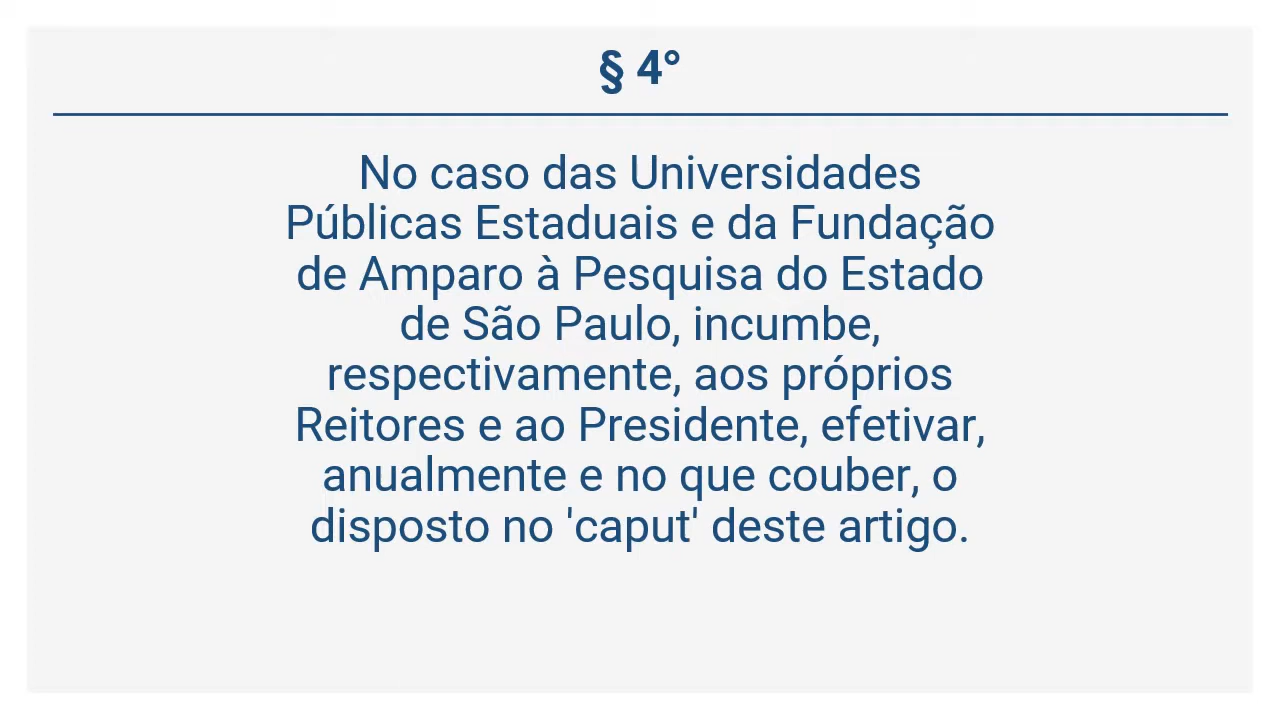 § 4°
No caso das Universidades
Públicas Estaduais e da Fundação
de Amparo à Pesquisa do Estado
de São Paulo, incumbe,
respectivamente, aos próprios
Reitores e ao Presidente, efetivar,
anualmente e no que couber, o
disposto no 'caput' deste artigo.